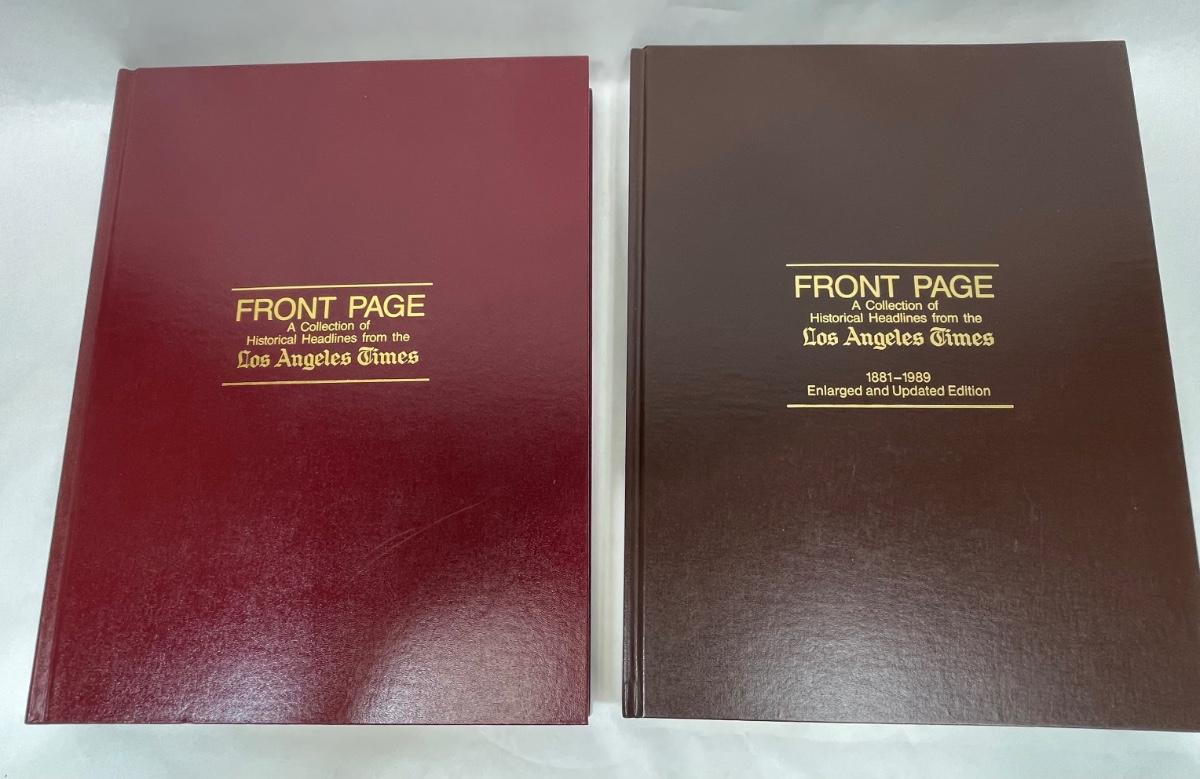 FRONT PAGE
A Collection of
Historical Headlines from the
Los Angeles Times
FRONT PAGE
A Collection of
Historical Headlines from the
Los Angeles Times
1881–1989
Enlarged and Updated Edition